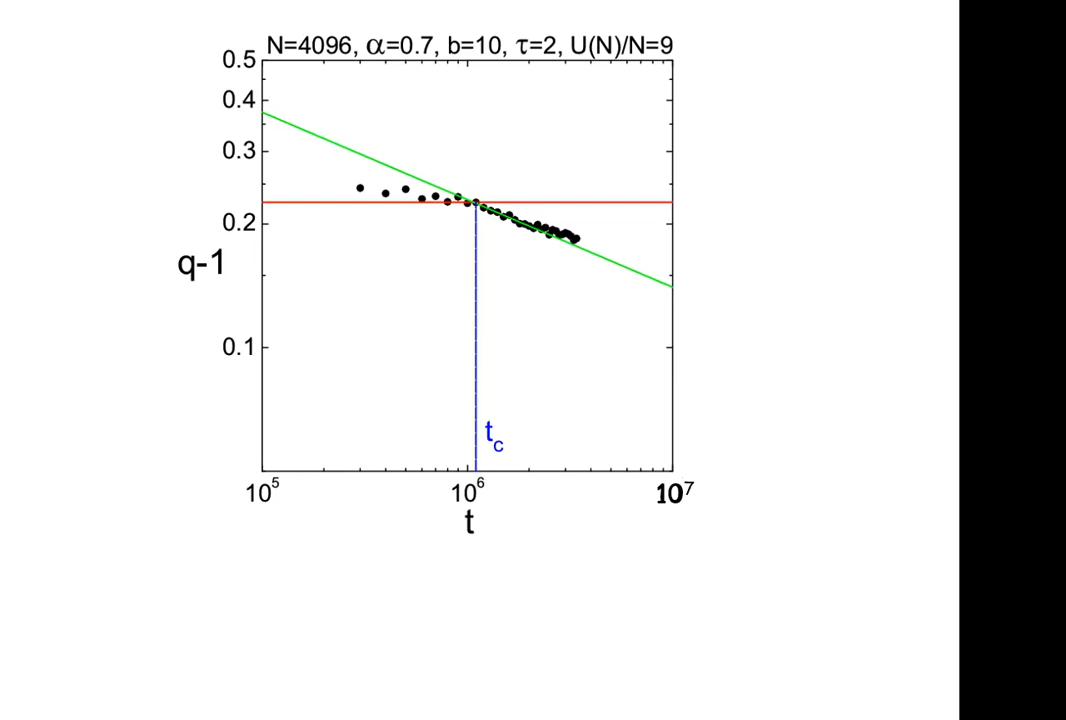 N=4096, α=0.7, b=10, τ=2, U(N)/N=9
0.5
0.4
0.3
0.2
q-1
0.1
t_c
10^5 10^6 10^7
t